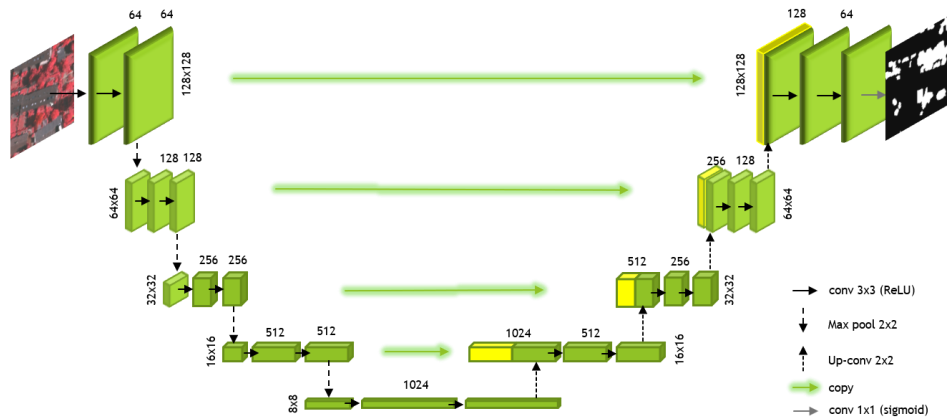 64
64
128x128
128
64
128x128
128
128
64x64
256
128
64x64
256
256
32x32
512
256
32x32
512
512
16x16
1024
512
16x16
1024
8x8
conv 3x3 (ReLU)
Max pool 2x2
Up-conv 2x2
copy
conv 1x1 (sigmoid)